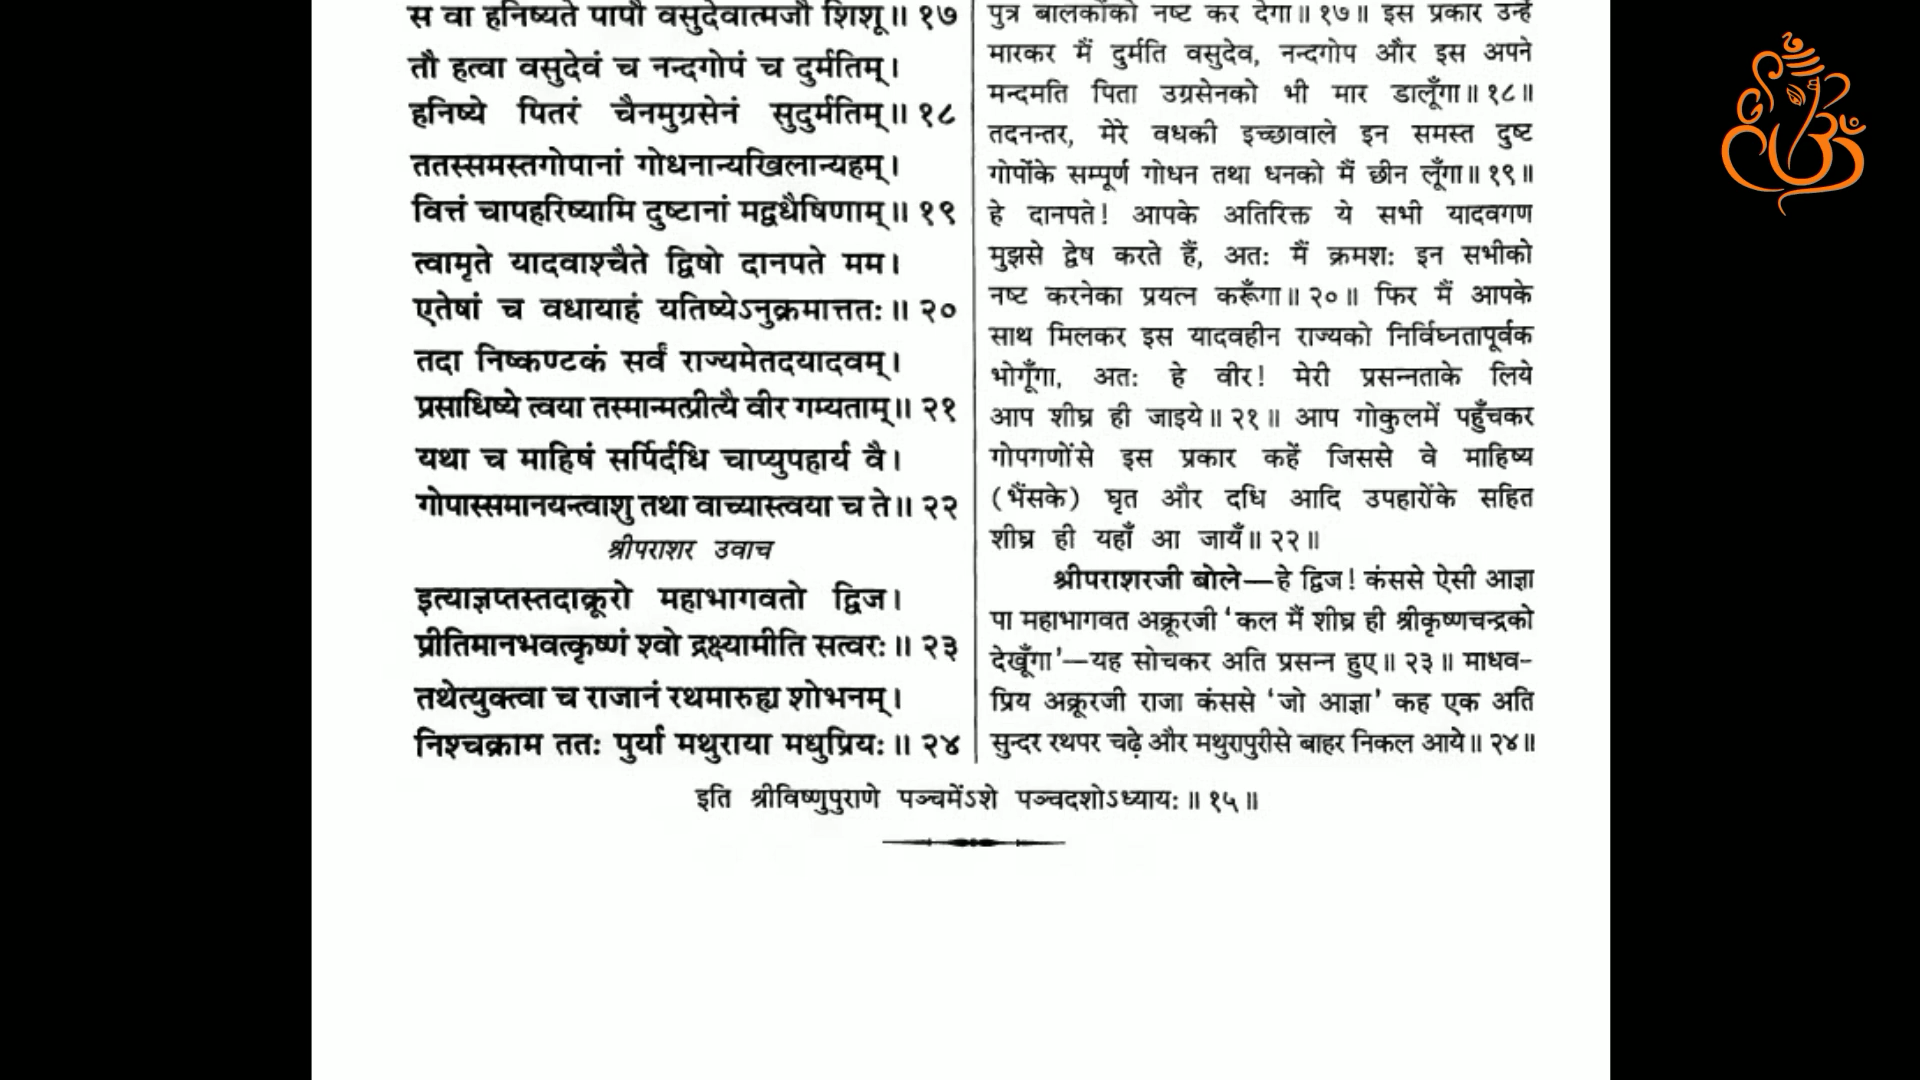 स वा हनिष्यते पापौ वसुदेवात्मजौ शिशू॥ १७
तौ हत्वा वसुदेवं च नन्दगोपं च दुर्मतिम्।
हनिष्ये पितरं चैनमुग्रसेनं सुदुर्मतिम्॥ १८
ततस्समस्तगोपानां गोधनान्यखिलान्यहम्।
वित्तं चापहरिष्यामि दुष्टानां मद्वधैषिणाम्॥ १९
त्वामृते यादवाश्चैते द्विषो दानपते मम।
एतेषां च वधायाहं यतिष्येऽनुक्रमात्ततः॥ २०
तदा निष्कण्टकं सर्वं राज्यमेतदयादवम्।
प्रसाधिष्ये त्वया तस्मान्मत्प्रीत्यै वीर गम्यताम्॥ २१
यथा च माहिषं सर्पिर्दधि चाप्युपहार्य वै।
गोपास्समानयन्त्वाशु तथा वाच्यास्त्वया च ते॥ २२
श्रीपराशर उवाच
इत्याज्ञप्तस्तदाक्रूरो महाभागवतो द्विज।
प्रीतिमानभवत्कृष्णं श्वो द्रक्ष्यामीति सत्वरः॥ २३
तथेत्युक्त्वा च राजानं रथमारुह्य शोभनम्।
निश्चक्राम ततः पुर्या मथुराया मधुप्रियः॥ २४
पुत्र बालकोंको नष्ट कर देगा॥ १७॥ इस प्रकार उन्हें
मारकर मैं दुर्मति वसुदेव, नन्दगोप और इस अपने
मन्दमति पिता उग्रसेनको भी मार डालूँगा॥ १८॥
तदनन्तर, मेरे वधकी इच्छावाले इन समस्त दुष्ट
गोपोंके सम्पूर्ण गोधन तथा धनको मैं छीन लूँगा॥ १९॥
हे दानपते! आपके अतिरिक्त ये सभी यादवगण
मुझसे द्वेष करते हैं, अतः मैं क्रमशः इन सभीको
नष्ट करनेका प्रयत्न करूँगा॥ २०॥ फिर मैं आपके
साथ मिलकर इस यादवहीन राज्यको निर्विघ्नतापूर्वक
भोगूँगा, अतः हे वीर! मेरी प्रसन्नताके लिये
आप शीघ्र ही जाइये॥ २१॥ आप गोकुलमें पहुँचकर
गोपगणोंसे इस प्रकार कहें जिससे वे माहिष्य
(भैंसके) घृत और दधि आदि उपहारोंके सहित
शीघ्र ही यहाँ आ जायँ॥ २२॥
श्रीपराशरजी बोले—हे द्विज! कंससे ऐसी आज्ञा
पा महाभागवत अक्रूरजी ‘कल मैं शीघ्र ही श्रीकृष्णचन्द्रको
देखूँगा’—यह सोचकर अति प्रसन्न हुए॥ २३॥ माधव-
प्रिय अक्रूरजी राजा कंससे ‘जो आज्ञा’ कह एक अति
सुन्दर रथपर चढ़े और मथुरापुरीसे बाहर निकल आये॥ २४॥
इति श्रीविष्णुपुराणे पञ्चमेंऽशे पञ्चदशोऽध्यायः॥ १५॥